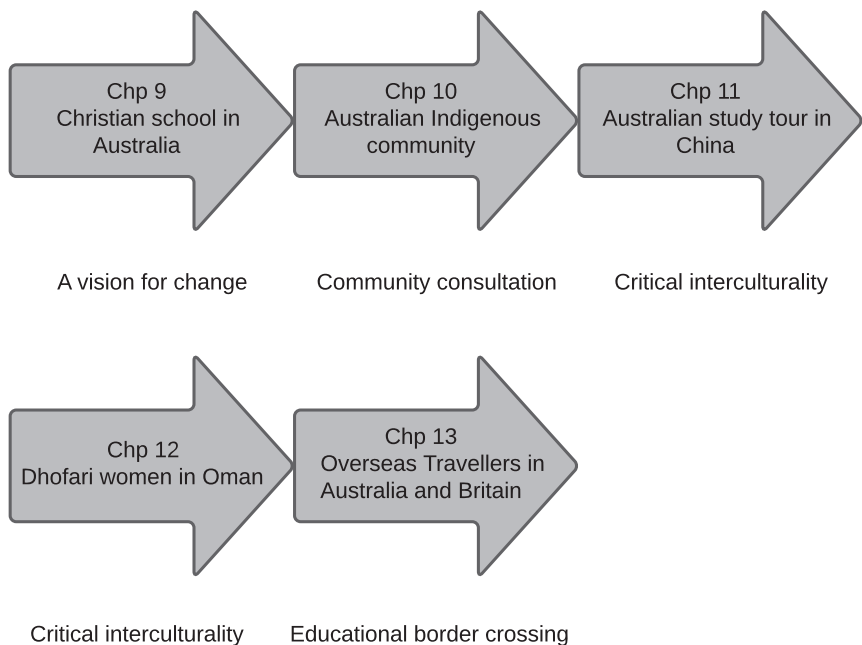 Chp 9
Christian school in
Australia
Chp 10
Australian Indigenous
community
Chp 11
Australian study tour in
China
A vision for change
Community consultation
Critical interculturality
Chp 12
Dhofari women in Oman
Chp 13
Overseas Travellers in
Australia and Britain
Critical interculturality
Educational border crossing